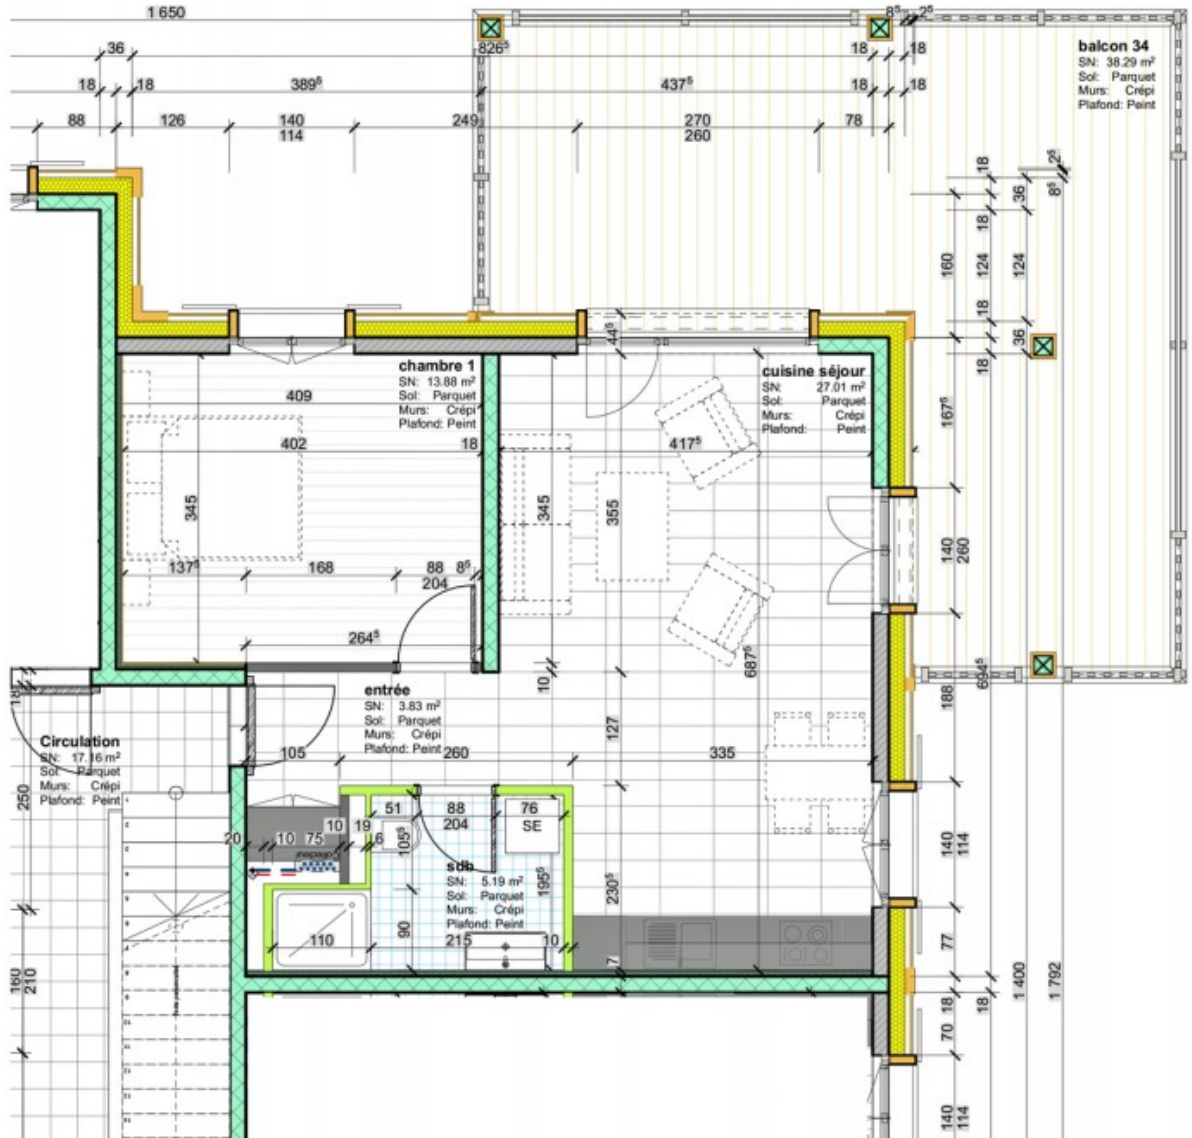 1 650
8⁵
2⁵
36
826⁵
18
18
18
18
389⁵
437⁵
18
18
88
126
140
114
249
270
260
78
balcon 34
SN: 38.29 m²
Sol: Parquet
Murs: Crépi
Plafond: Peint
18
36
2⁵
8⁵
18
160
124
124
18
44⁵
36
18
chambre 1
SN: 13.88 m²
Sol: Parquet
Murs: Crépi
Plafond: Peint
cuisine séjour
SN: 27.01 m²
Sol: Parquet
Murs: Crépi
Plafond: Peint
409
402
18
417⁵
167⁵
345
345
355
140
260
137⁵
168
88
8⁵
204
264⁵
687⁵
10
694⁵
188
18
entrée
SN: 3.83 m²
Sol: Parquet
Murs: Crépi
Plafond: Peint
Circulation
SN: 17.16 m²
Sol: Parquet
Murs: Crépi
Plafond: Peint
105
260
127
335
250
51
88
204
76
SE
10
19
6
20
10
75
105⁵
140
114
sdb
SN: 5.19 m²
Sol: Parquet
Murs: Crépi
Plafond: Peint
195⁵
230⁵
110
90
215
10
7
77
160
210
1 400
1 792
18
18
70
140
114